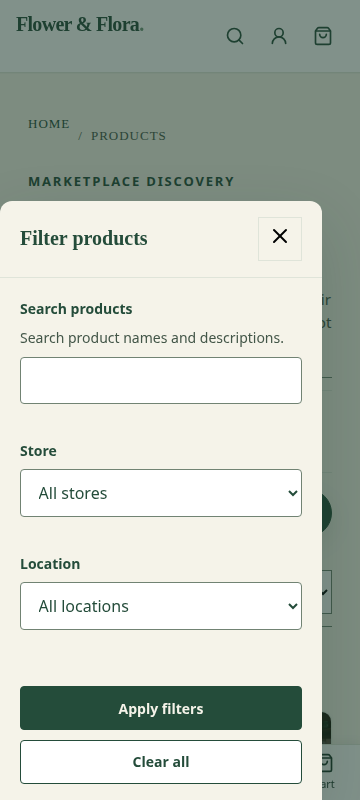 Flower & Flora.
HOME
/ PRODUCTS
MARKETPLACE DISCOVERY
Filter products
Search products
Search product names and descriptions.
Store
All stores
Location
All locations
Apply filters
Clear all